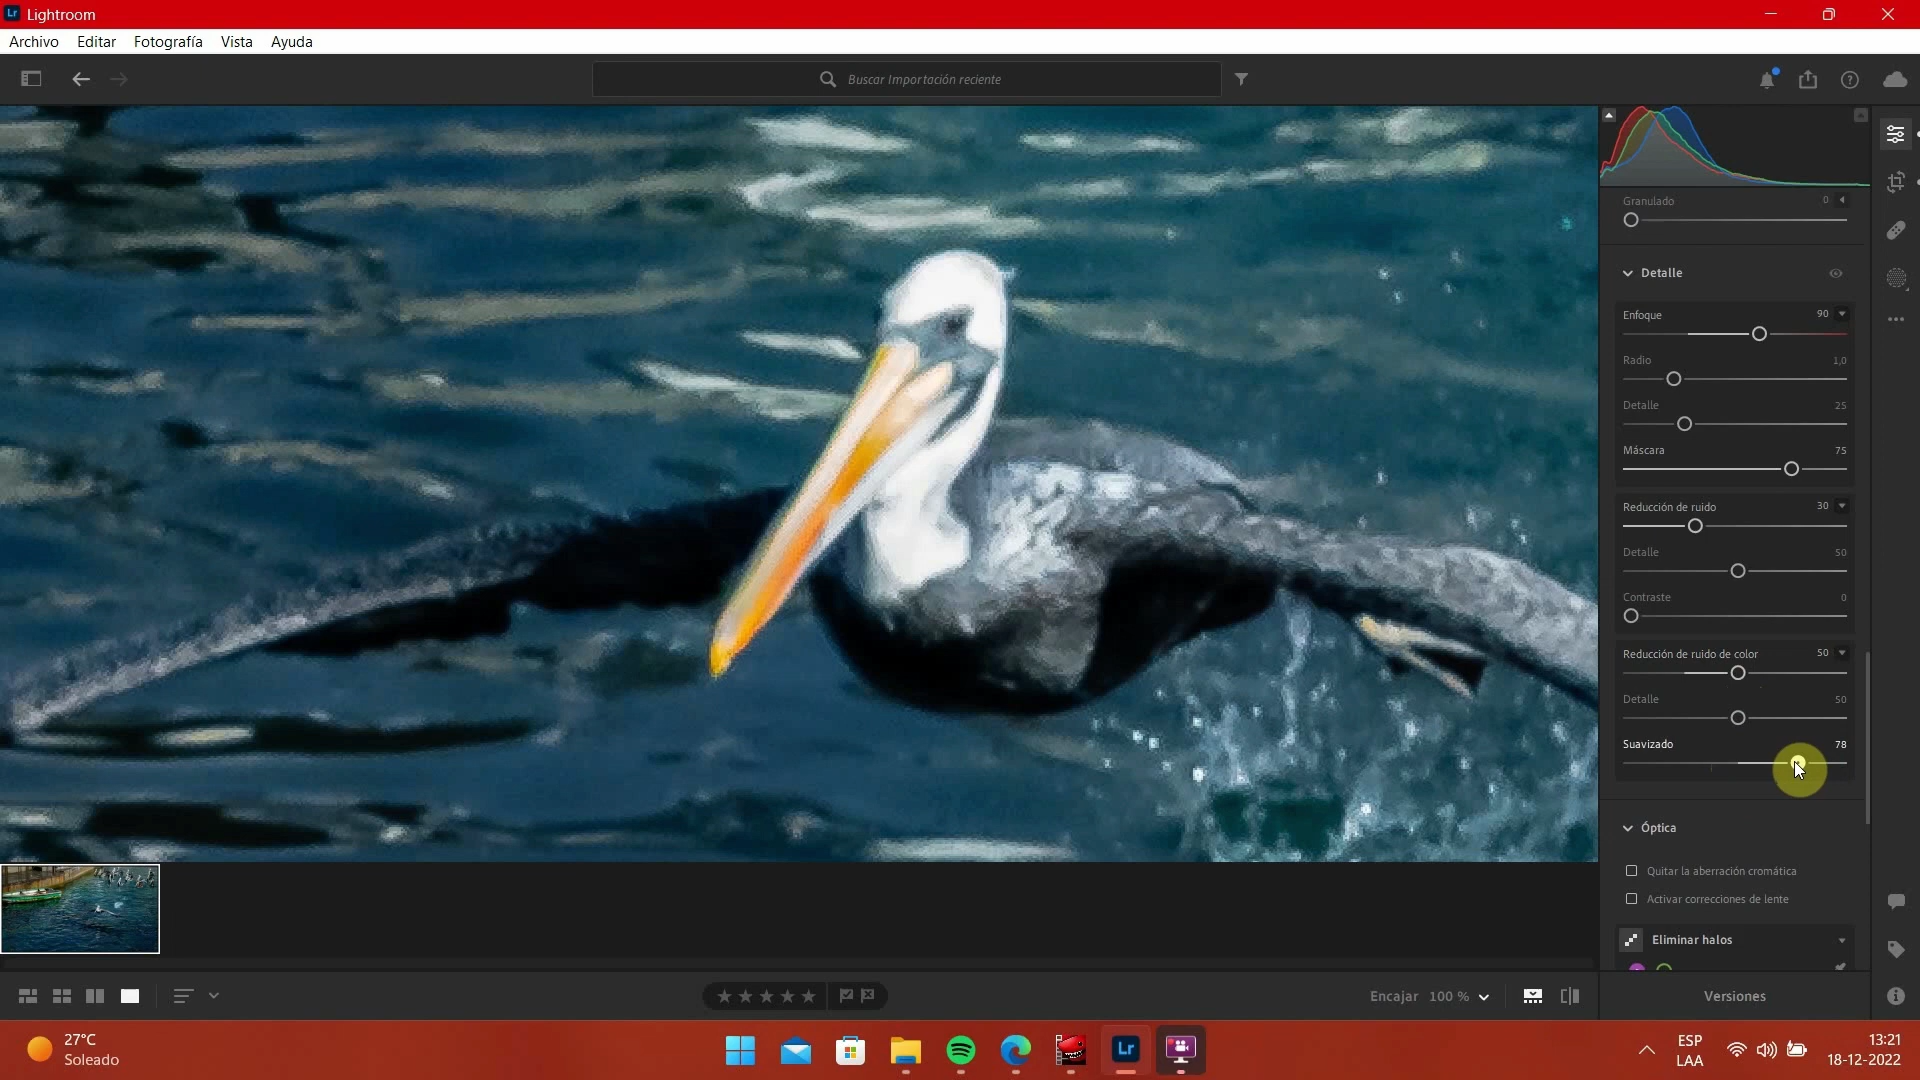 Lr Lightroom
Archivo Editar Fotografía Vista Ayuda
Buscar Importación reciente
Granulado 0
Detalle
Enfoque 90
Radio 1,0
Detalle 25
Máscara 75
Reducción de ruido 30
Detalle 50
Contraste 0
Reducción de ruido de color 50
Detalle 50
Suavizado 78
Óptica
Quitar la aberración cromática
Activar correcciones de lente
Eliminar halos
Encajar 100 %
Versiones
27°C
Soleado
Lr
ESP
LAA
13:21
18-12-2022